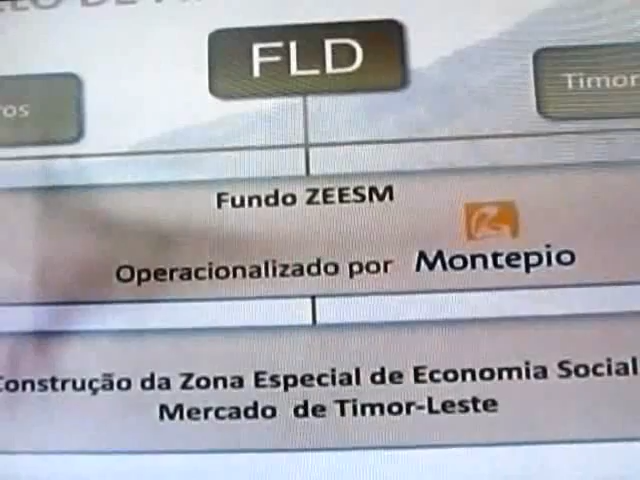 FLD
Timor
Fundo ZEESM
Operacionalizado por Montepio
Construção da Zona Especial de Economia Social
Mercado de Timor-Leste